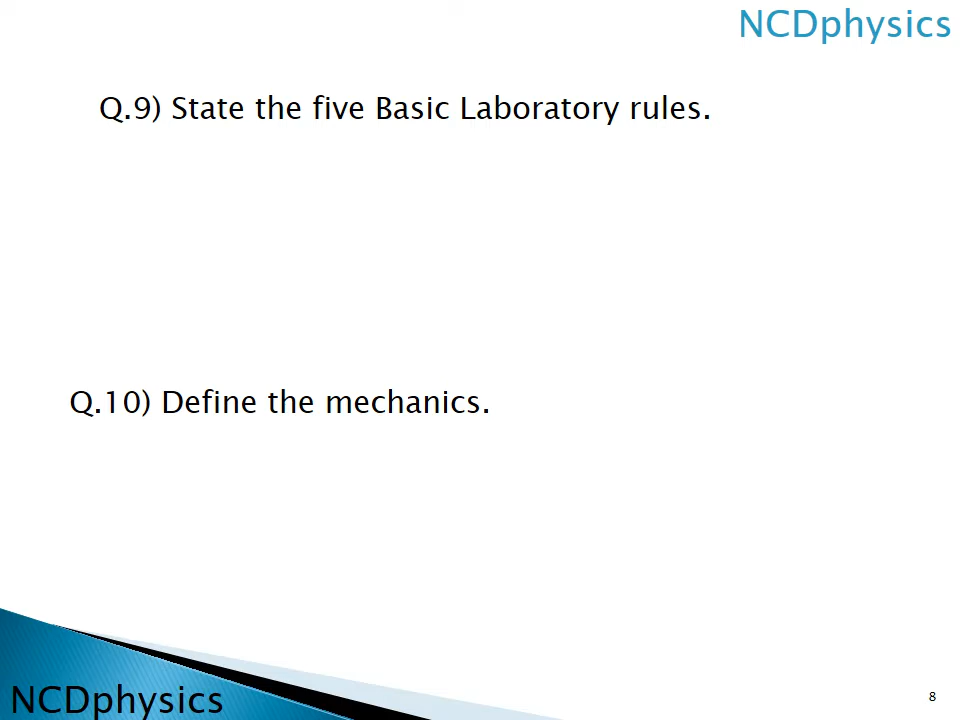 NCDphysics
Q.9) State the five Basic Laboratory rules.
Q.10) Define the mechanics.
NCDphysics
8